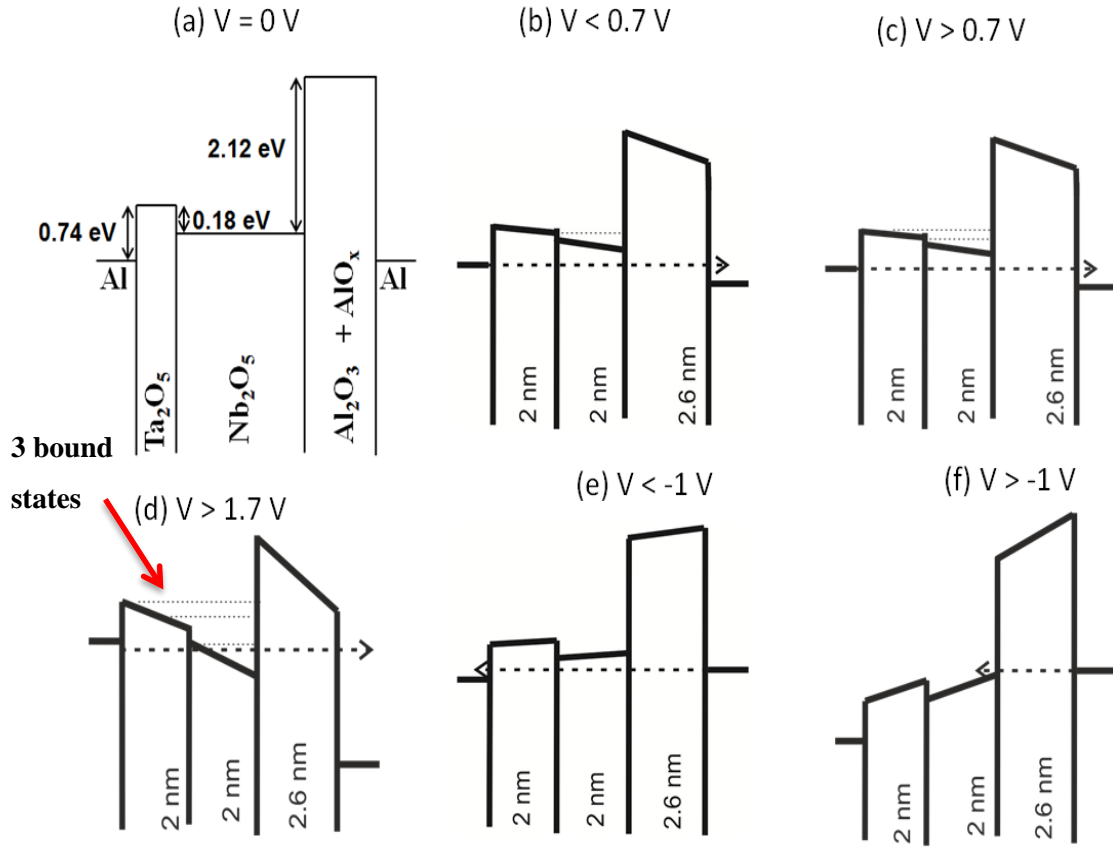 (a) V = 0 V
(b) V < 0.7 V
(c) V > 0.7 V
2.12 eV
0.74 eV
0.18 eV
Al
Al
Ta₂O₅
Nb₂O₅
Al₂O₃ + AlOₓ
2 nm
2 nm
2.6 nm
2 nm
2 nm
2.6 nm
3 bound
states
(d) V > 1.7 V
(e) V < -1 V
(f) V > -1 V
2 nm
2 nm
2.6 nm
2 nm
2 nm
2.6 nm
2 nm
2 nm
2.6 nm